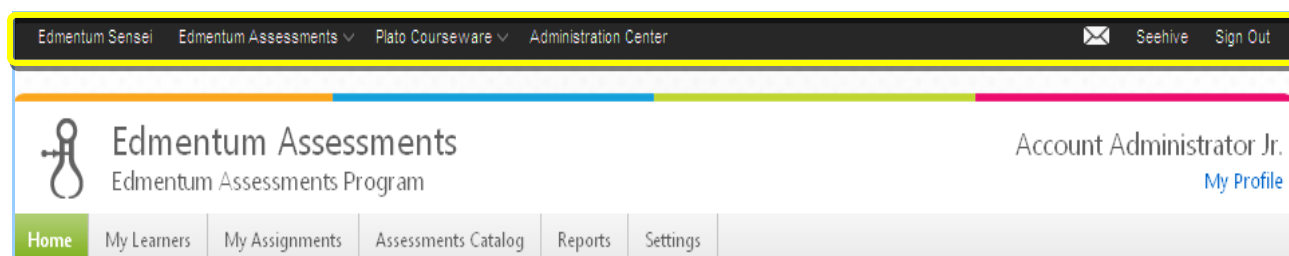 Edmentum Sensei Edmentum Assessments Plato Courseware Administration Center Seehive Sign Out
Edmentum Assessments
Edmentum Assessments Program
Account Administrator Jr.
My Profile
Home My Learners My Assignments Assessments Catalog Reports Settings